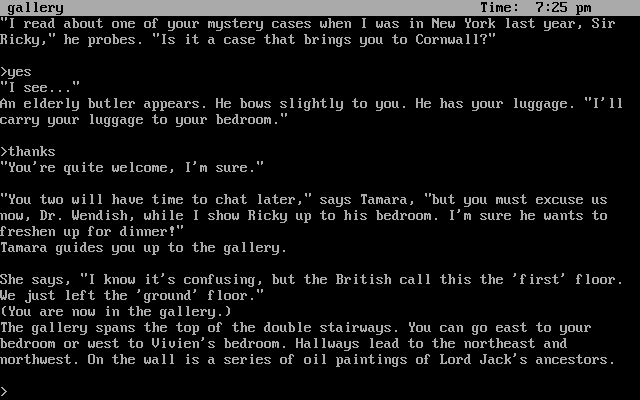 gallery Time: 7:25 pm
"I read about one of your mystery cases when I was in New York last year, Sir
Ricky," he probes. "Is it a case that brings you to Cornwall?"
>yes
"I see..."
An elderly butler appears. He bows slightly to you. He has your luggage. "I'll
carry your luggage to your bedroom."
>thanks
"You're quite welcome, I'm sure."
"You two will have time to chat later," says Tamara, "but you must excuse us
now, Dr. Wendish, while I show Ricky up to his bedroom. I'm sure he wants to
freshen up for dinner!"
Tamara guides you up to the gallery.
She says, "I know it's confusing, but the British call this the 'first' floor.
We just left the 'ground' floor."
(You are now in the gallery.)
The gallery spans the top of the double stairways. You can go east to your
bedroom or west to Vivien's bedroom. Hallways lead to the northeast and
northwest. On the wall is a series of oil paintings of Lord Jack's ancestors.
>